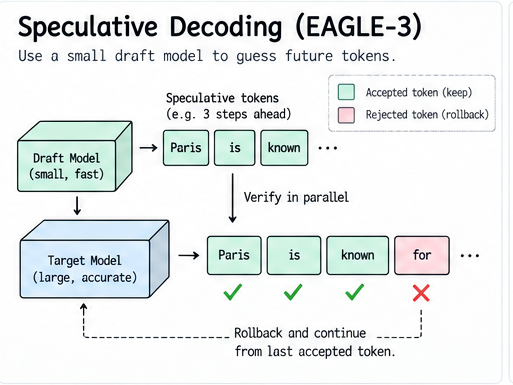 Speculative Decoding (EAGLE-3)
Use a small draft model to guess future tokens.
Accepted token (keep)
Rejected token (rollback)
Speculative tokens
(e.g. 3 steps ahead)
Draft Model
(small, fast)
Paris is known ...
Verify in parallel
Target Model
(large, accurate)
Paris is known for ...
Rollback and continue
from last accepted token.